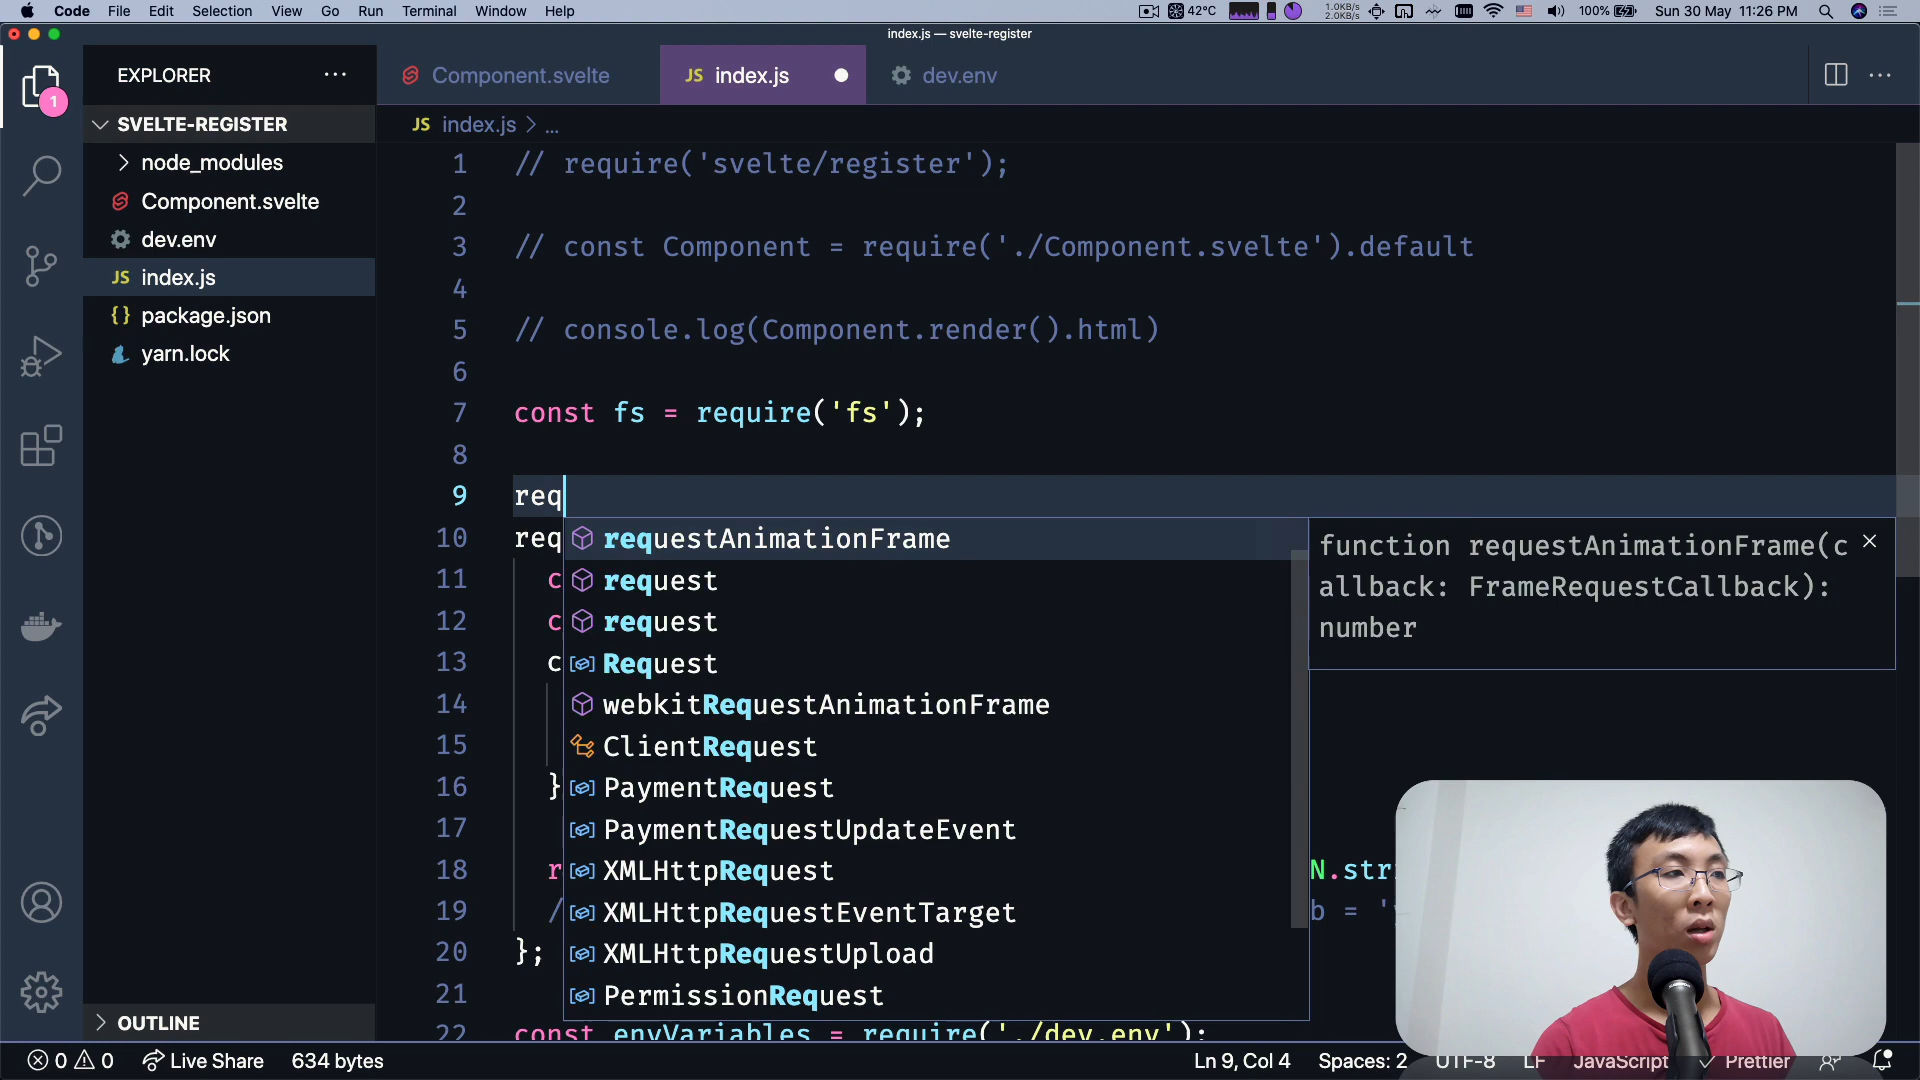 Code File Edit Selection View Go Run Terminal Window Help
42°C 1.0KB/s 2.0KB/s 100% Sun 30 May 11:26 PM
index.js — svelte-register
EXPLORER ...
1
SVELTE-REGISTER
node_modules
Component.svelte
dev.env
JS index.js
{} package.json
yarn.lock
OUTLINE
Component.svelte
JS index.js
dev.env
JS index.js > ...
1 // require('svelte/register');
2
3 // const Component = require('./Component.svelte').default
4
5 // console.log(Component.render().html)
6
7 const fs = require('fs');
8
9 req
10 req
11 c
12 c
13 c
14
15
16 }
17
18 r N.str
19 / b = '
20 };
21
22 const envVariables = require('./dev.env');
requestAnimationFrame
request
request
Request
webkitRequestAnimationFrame
ClientRequest
PaymentRequest
PaymentRequestUpdateEvent
XMLHttpRequest
XMLHttpRequestEventTarget
XMLHttpRequestUpload
PermissionRequest
function requestAnimationFrame(c
allback: FrameRequestCallback):
number
0 0 Live Share 634 bytes Ln 9, Col 4 Spaces: 2 UTF-8 LF JavaScript Prettier